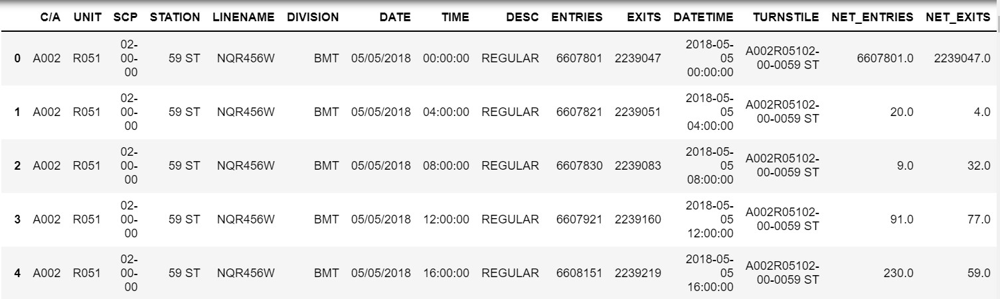 C/A UNIT SCP STATION LINENAME DIVISION DATE TIME DESC ENTRIES EXITS DATETIME TURNSTILE NET_ENTRIES NET_EXITS
0 A002 R051 02-00-00 59 ST NQR456W BMT 05/05/2018 00:00:00 REGULAR 6607801 2239047 2018-05-05 00:00:00 A002R05102-00-0059 ST 6607801.0 2239047.0
1 A002 R051 02-00-00 59 ST NQR456W BMT 05/05/2018 04:00:00 REGULAR 6607821 2239051 2018-05-05 04:00:00 A002R05102-00-0059 ST 20.0 4.0
2 A002 R051 02-00-00 59 ST NQR456W BMT 05/05/2018 08:00:00 REGULAR 6607830 2239083 2018-05-05 08:00:00 A002R05102-00-0059 ST 9.0 32.0
3 A002 R051 02-00-00 59 ST NQR456W BMT 05/05/2018 12:00:00 REGULAR 6607921 2239160 2018-05-05 12:00:00 A002R05102-00-0059 ST 91.0 77.0
4 A002 R051 02-00-00 59 ST NQR456W BMT 05/05/2018 16:00:00 REGULAR 6608151 2239219 2018-05-05 16:00:00 A002R05102-00-0059 ST 230.0 59.0